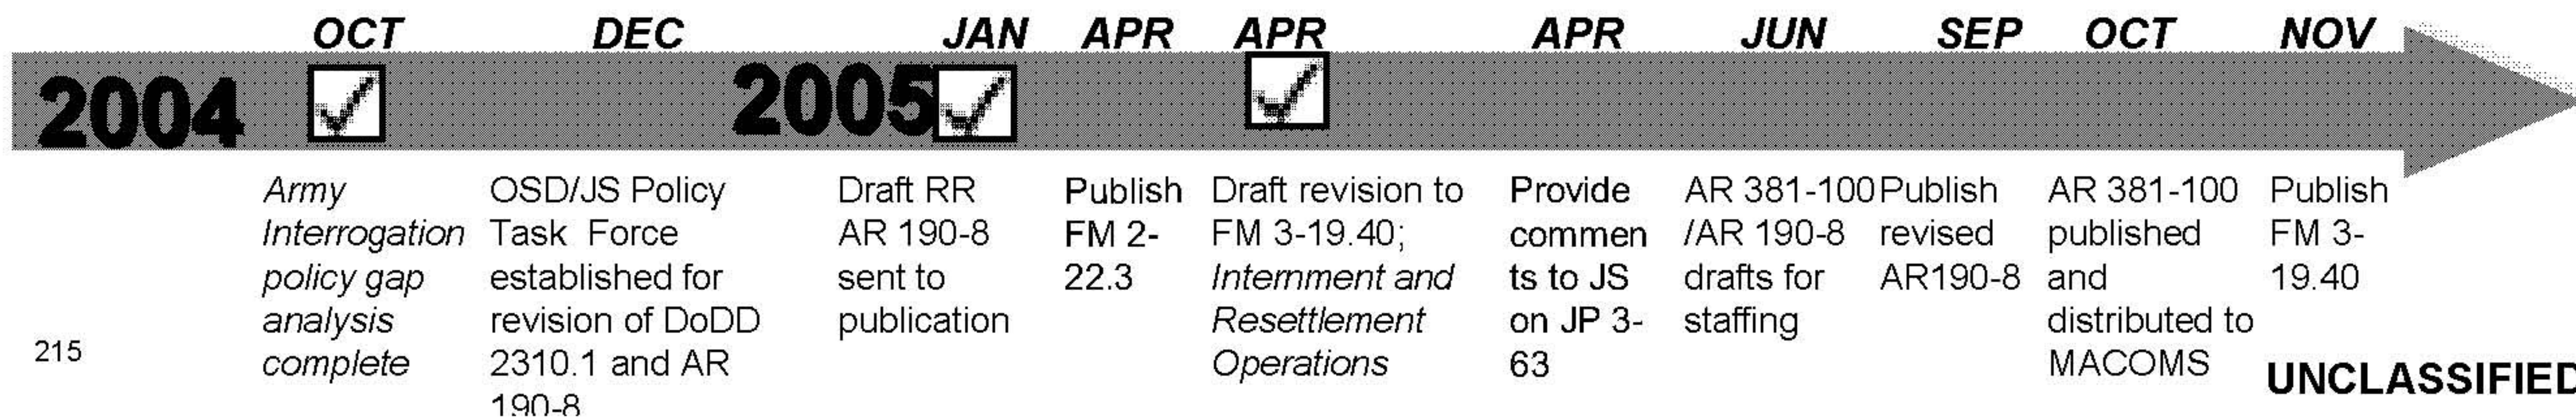 OCT DEC JAN APR APR APR JUN SEP OCT NOV
2004 2005
Army
Interrogation
policy gap
analysis
complete
OSD/JS Policy
Task Force
established for
revision of DoDD
2310.1 and AR
190-8
Draft RR
AR 190-8
sent to
publication
Publish
FM 2-
22.3
Draft revision to
FM 3-19.40;
Internment and
Resettlement
Operations
Provide
commen
ts to JS
on JP 3-
63
AR 381-100
/AR 190-8
drafts for
staffing
Publish
revised
AR190-8
AR 381-100
published
and
distributed to
MACOMS
Publish
FM 3-
19.40
215
UNCLASSIFIED